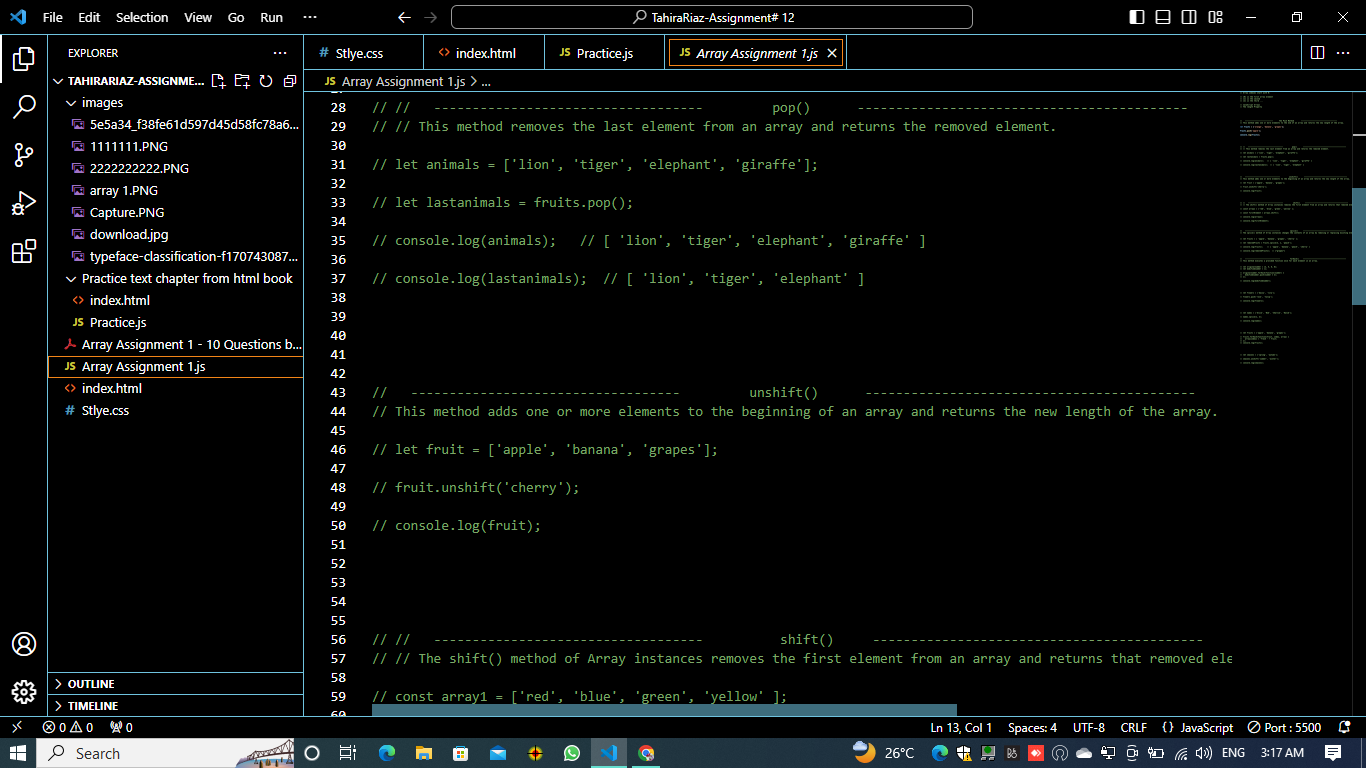 File Edit Selection View Go Run ···
TahiraRiaz-Assignment# 12
EXPLORER ···
TAHIRARIAZ-ASSIGNME...
images
5e5a34_f38fe61d597d45d58fc78a6...
1111111.PNG
2222222222.PNG
array 1.PNG
Capture.PNG
download.jpg
typeface-classification-f170743087...
Practice text chapter from html book
index.html
JS Practice.js
Array Assignment 1 - 10 Questions b...
JS Array Assignment 1.js
index.html
# Stlye.css
OUTLINE
TIMELINE
# Stlye.css
index.html
JS Practice.js
JS Array Assignment 1.js
JS Array Assignment 1.js > ...
28 // // ----------------------------------- pop() -------------------------------------------
29 // // This method removes the last element from an array and returns the removed element.
30
31 // let animals = ['lion', 'tiger', 'elephant', 'giraffe'];
32
33 // let lastanimals = fruits.pop();
34
35 // console.log(animals); // [ 'lion', 'tiger', 'elephant', 'giraffe' ]
36
37 // console.log(lastanimals); // [ 'lion', 'tiger', 'elephant' ]
38
39
40
41
42
43 // ----------------------------------- unshift() -------------------------------------------
44 // This method adds one or more elements to the beginning of an array and returns the new length of the array.
45
46 // let fruit = ['apple', 'banana', 'grapes'];
47
48 // fruit.unshift('cherry');
49
50 // console.log(fruit);
51
52
53
54
55
56 // // ----------------------------------- shift() -------------------------------------------
57 // // The shift() method of Array instances removes the first element from an array and returns that removed ele
58
59 // const array1 = ['red', 'blue', 'green', 'yellow' ];
60
0 0 0
Ln 13, Col 1 Spaces: 4 UTF-8 CRLF {} JavaScript Port : 5500
Search
26°C ENG 3:17 AM